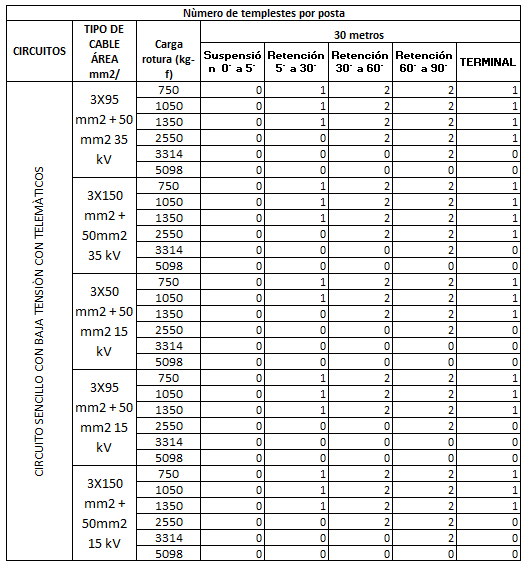 Nùmero de templestes por posta
CIRCUITOS
TIPO DE
CABLE
ÁREA
mm2/
Carga
rotura (kg-
f)
30 metros
Suspensió
n 0° a 5°
Retención
5° a 30°
Retención
30° a 60°
Retención
60° a 90°
TERMINAL
CIRCUITO SENCILLO CON BAJA TENSIÒN CON TELEMÀTICOS
3X95
mm2 + 50
mm2 35
kV
750 0 1 2 2 1
1050 0 1 2 2 1
1350 0 1 2 2 1
2550 0 0 2 2 1
3314 0 0 0 2 0
5098 0 0 0 0 0
3X150
mm2 +
50mm2
35 kV
750 0 1 2 2 1
1050 0 1 2 2 1
1350 0 1 2 2 1
2550 0 0 0 2 0
3314 0 0 0 2 0
5098 0 0 0 0 0
3X50
mm2 + 50
mm2 15
kV
750 0 1 2 2 1
1050 0 1 2 2 1
1350 0 0 2 2 1
2550 0 0 0 2 0
3314 0 0 0 0 0
5098 0 0 0 0 0
3X95
mm2 + 50
mm2 15
kV
750 0 1 2 2 1
1050 0 1 2 2 1
1350 0 1 2 2 1
2550 0 0 0 2 0
3314 0 0 0 0 0
5098 0 0 0 0 0
3X150
mm2 +
50mm2
15 kV
750 0 1 2 2 1
1050 0 1 2 2 1
1350 0 1 2 2 1
2550 0 0 2 2 0
3314 0 0 0 2 0
5098 0 0 0 0 0